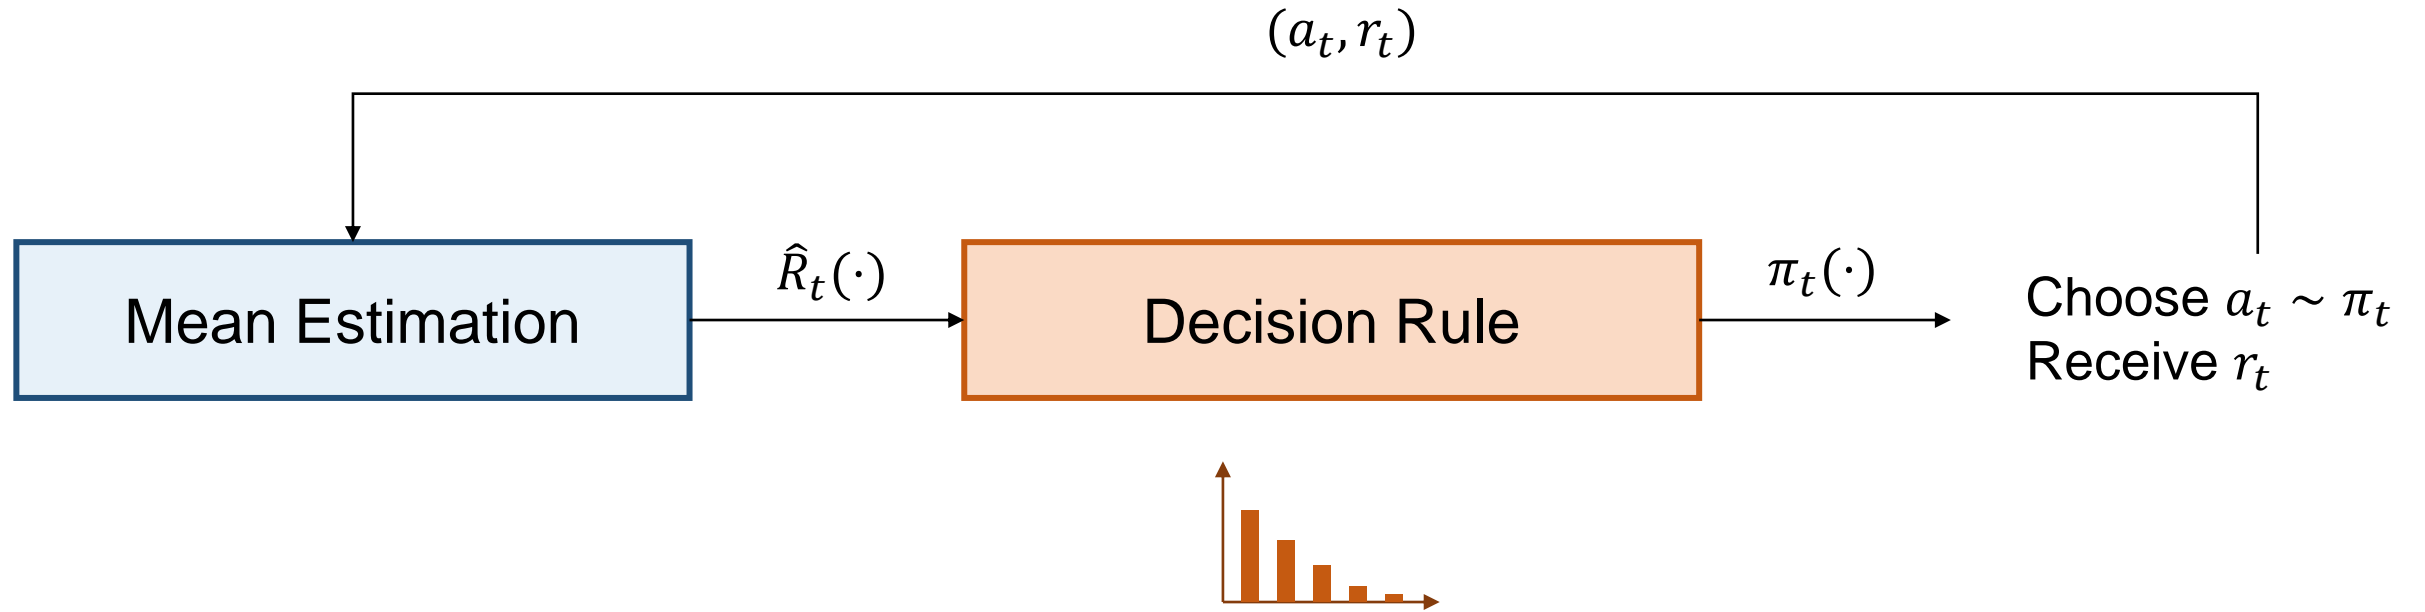 (a_t, r_t)
Mean Estimation
R̂_t(·)
Decision Rule
π_t(·)
Choose a_t ~ π_t
Receive r_t